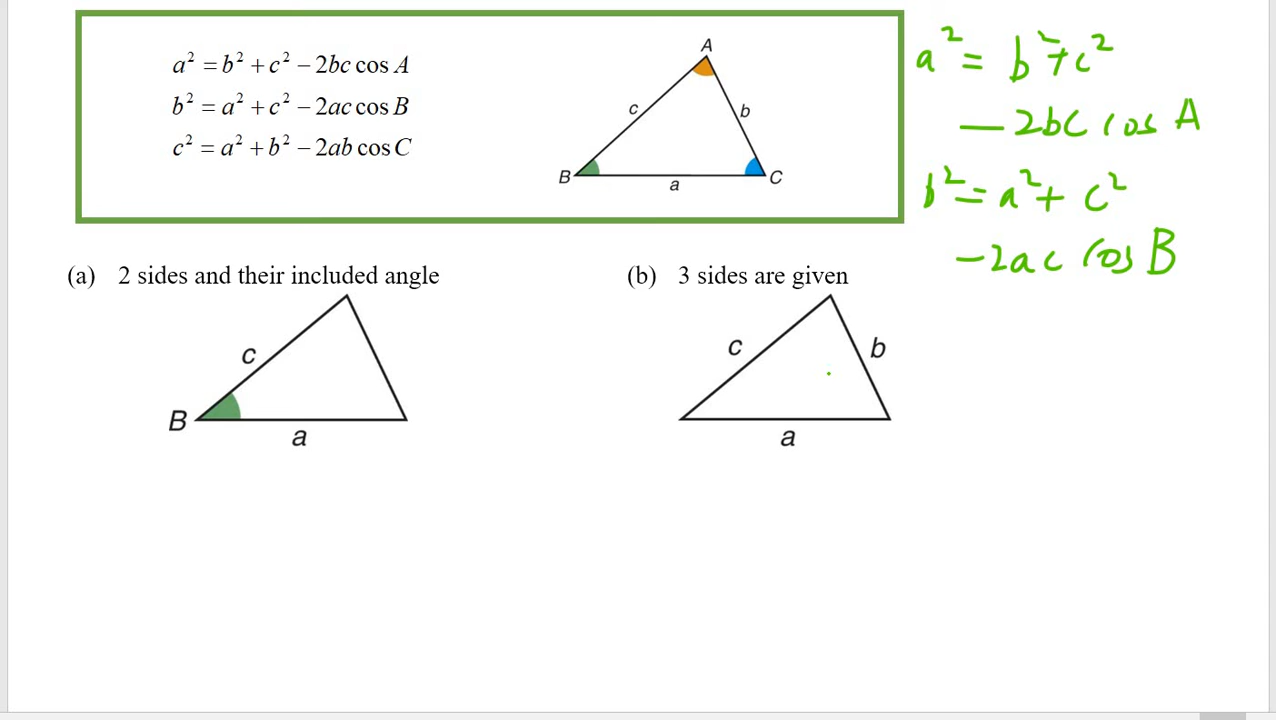 a² = b² + c² − 2bc cos A
b² = a² + c² − 2ac cos B
c² = a² + b² − 2ab cos C
A
c
b
B
a
C
a² = b² + c²
− 2bc cos A
b² = a² + c²
− 2ac cos B
(a) 2 sides and their included angle
c
B
a
(b) 3 sides are given
c
b
a